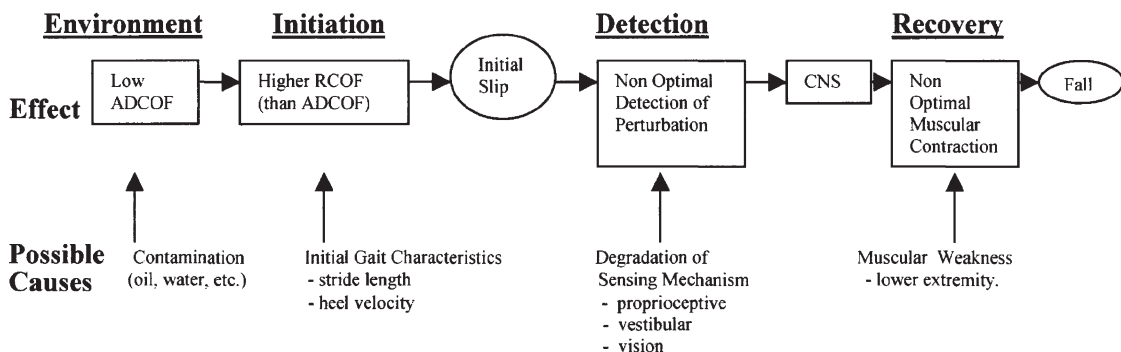 Environment
Initiation
Detection
Recovery
Effect
Low
ADCOF
Higher RCOF
(than ADCOF)
Initial
Slip
Non Optimal
Detection of
Perturbation
CNS
Non
Optimal
Muscular
Contraction
Fall
Possible
Causes
Contamination
(oil, water, etc.)
Initial Gait Characteristics
- stride length
- heel velocity
Degradation of
Sensing Mechanism
- proprioceptive
- vestibular
- vision
Muscular Weakness
- lower extremity.